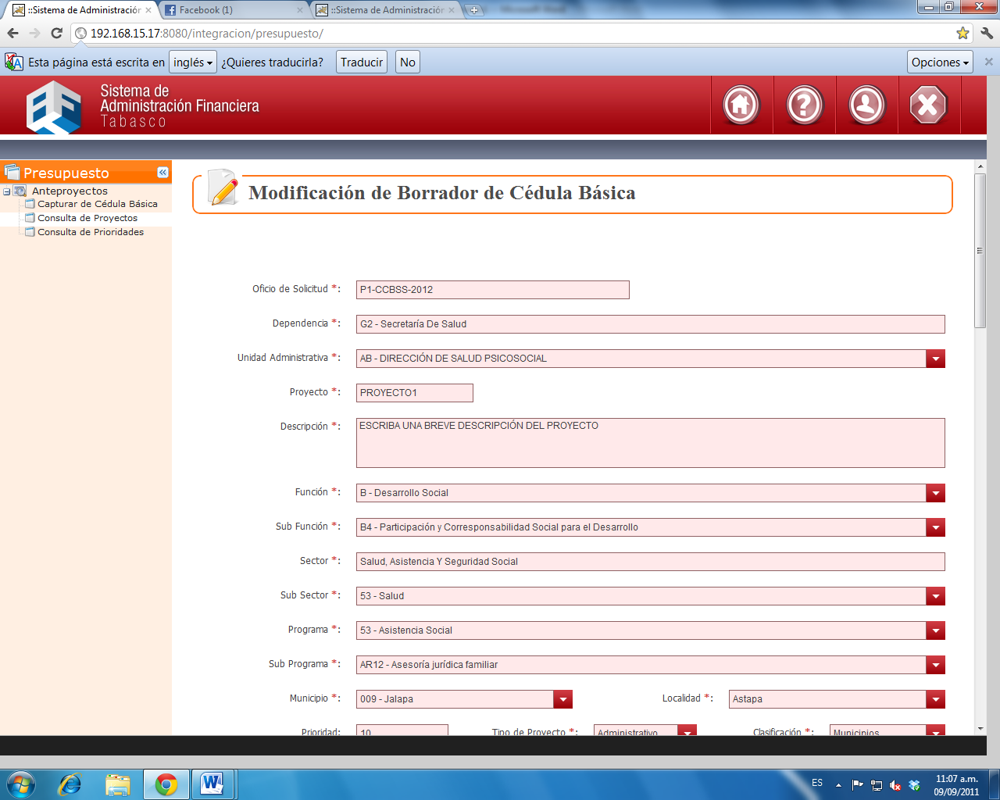 ::Sistema de Administración
Facebook (1)
::Sistema de Administración
Microsoft Word
192.168.15.17:8080/integracion/presupuesto/
Esta página está escrita en inglés ¿Quieres traducirla? Traducir No Opciones
Sistema de
Administración Financiera
Tabasco
Presupuesto
Anteproyectos
Capturar de Cédula Básica
Consulta de Proyectos
Consulta de Prioridades
Modificación de Borrador de Cédula Básica
Oficio de Solicitud *: P1-CCBSS-2012
Dependencia *: G2 - Secretaría De Salud
Unidad Administrativa *: AB - DIRECCIÓN DE SALUD PSICOSOCIAL
Proyecto *: PROYECTO1
Descripción *: ESCRIBA UNA BREVE DESCRIPCIÓN DEL PROYECTO
Función *: B - Desarrollo Social
Sub Función *: B4 - Participación y Corresponsabilidad Social para el Desarrollo
Sector *: Salud, Asistencia Y Seguridad Social
Sub Sector *: 53 - Salud
Programa *: 53 - Asistencia Social
Sub Programa *: AR12 - Asesoría jurídica familiar
Municipio *: 009 - Jalapa Localidad *: Astapa
Prioridad: 10 Tipo de Proyecto *: Administrativo Clasificación *: Municipios
ES
11:07 a.m.
09/09/2011